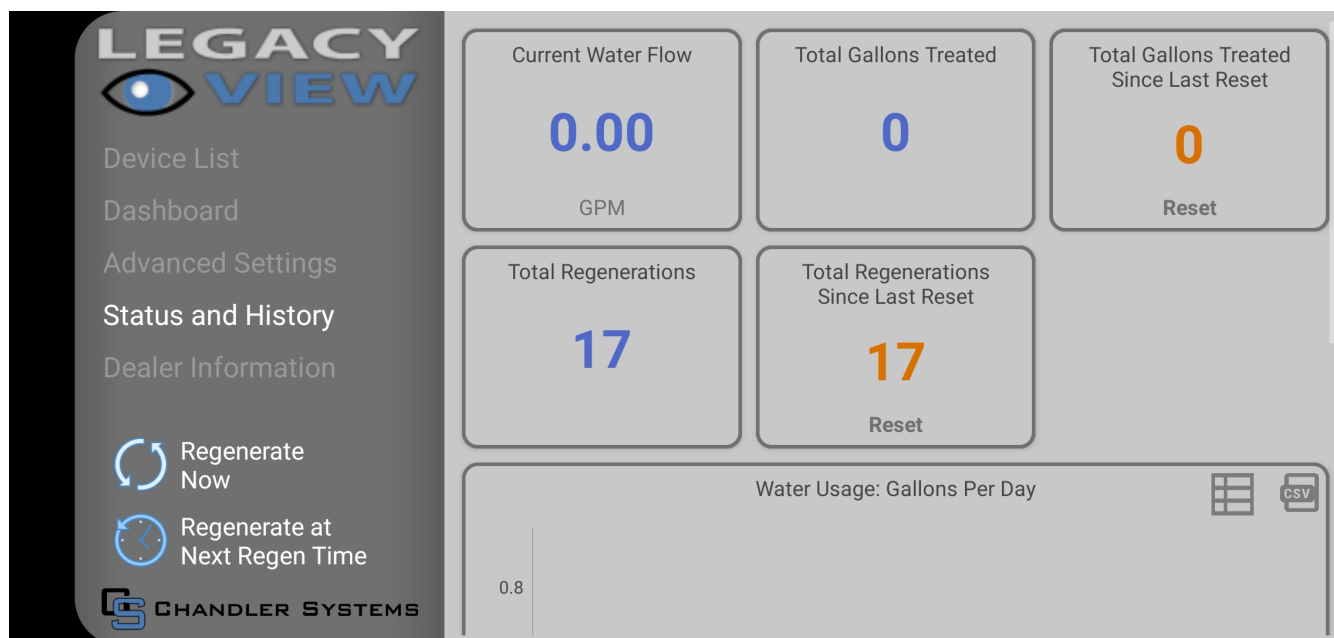 LEGACY
VIEW
Device List
Dashboard
Advanced Settings
Status and History
Dealer Information
Regenerate
Now
Regenerate at
Next Regen Time
CS CHANDLER SYSTEMS
Current Water Flow
0.00
GPM
Total Gallons Treated
0
Total Gallons Treated
Since Last Reset
0
Reset
Total Regenerations
17
Total Regenerations
Since Last Reset
17
Reset
Water Usage: Gallons Per Day
CSV
0.8